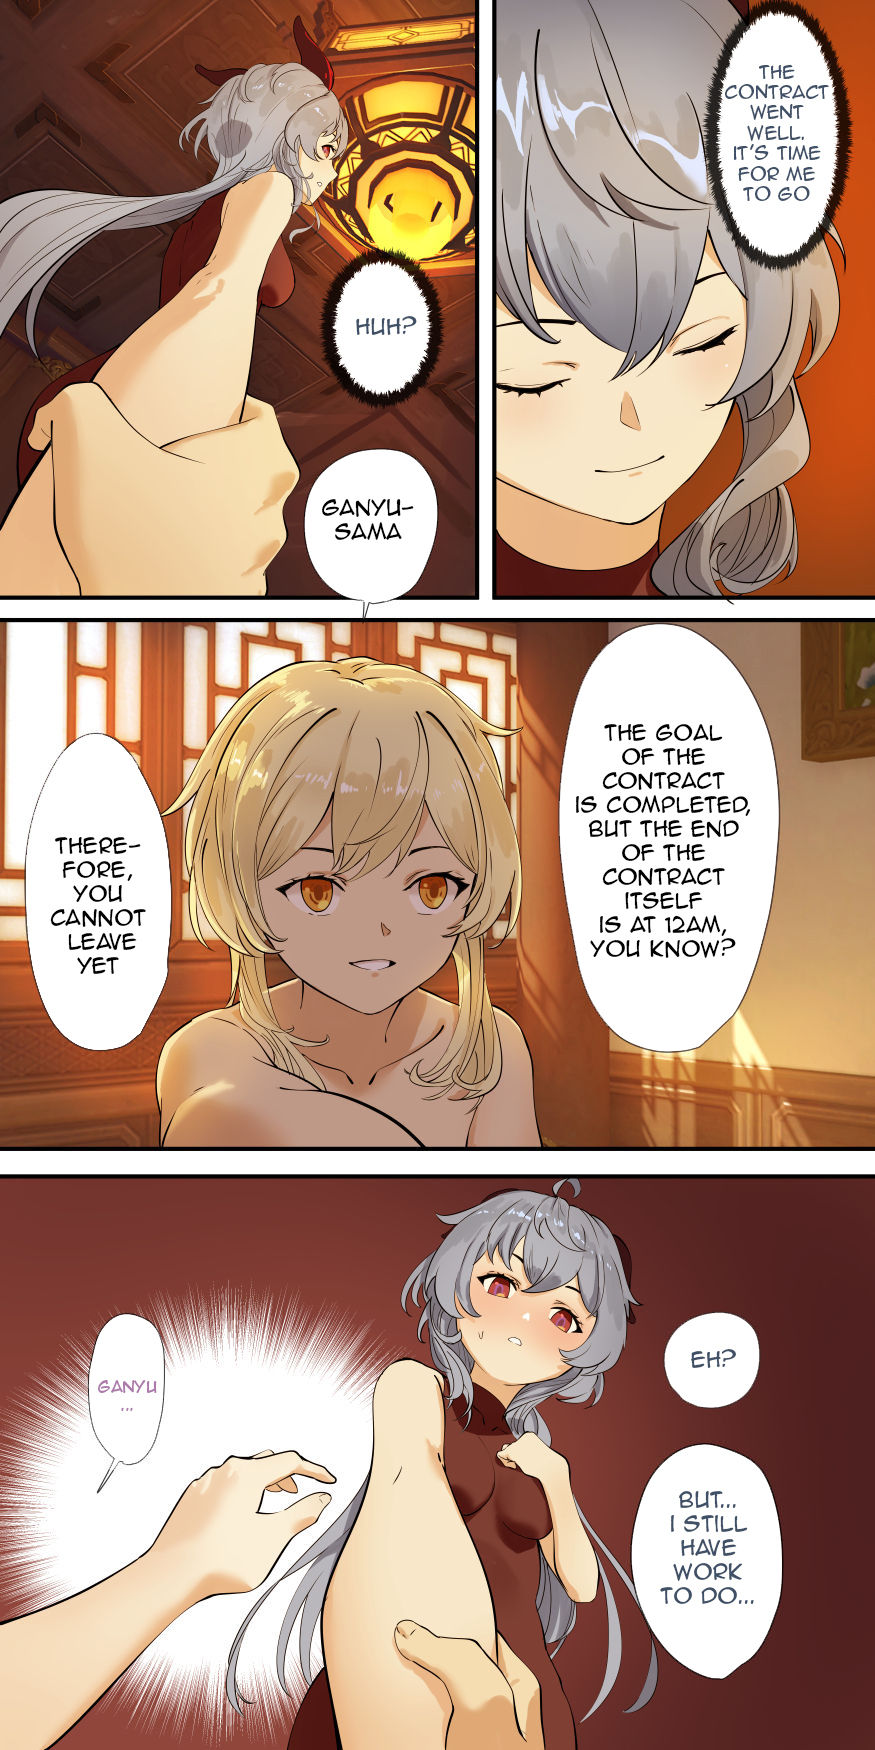 THE
CONTRACT
WENT
WELL.
IT'S TIME
FOR ME
TO GO
HUH?
GANYU-
SAMA
THE GOAL
OF THE
CONTRACT
IS COMPLETED,
BUT THE END
OF THE
CONTRACT
ITSELF
IS AT 12AM,
YOU KNOW?
THERE-
FORE,
YOU
CANNOT
LEAVE
YET
EH?
BUT...
I STILL
HAVE
WORK
TO DO...
GANYU
...